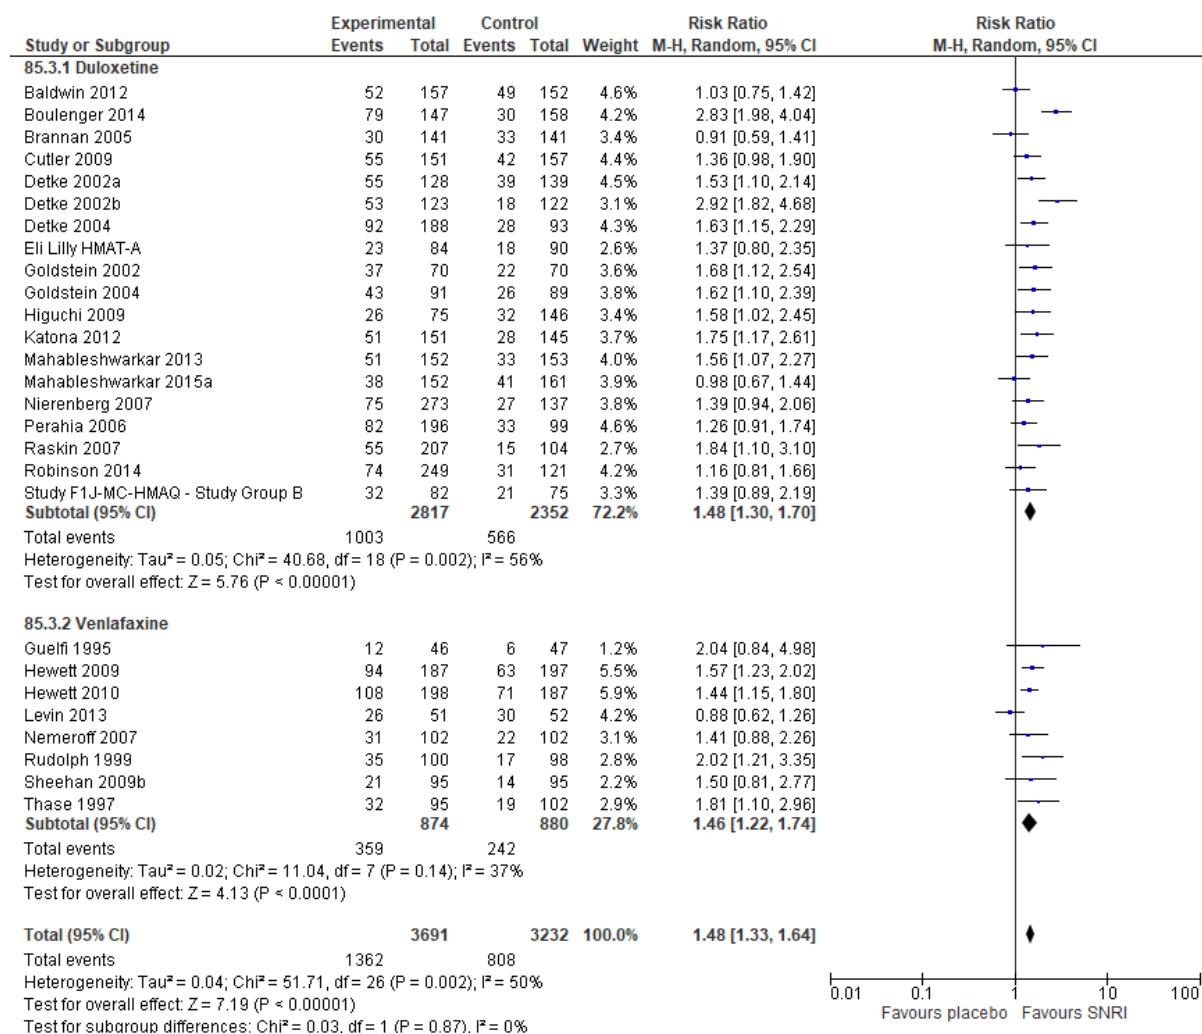 Experimental Control Risk Ratio Risk Ratio
Study or Subgroup Events Total Events Total Weight M-H, Random, 95% CI M-H, Random, 95% CI
85.3.1 Duloxetine
Baldwin 2012 52 157 49 152 4.6% 1.03 [0.75, 1.42]
Boulenger 2014 79 147 30 158 4.2% 2.83 [1.98, 4.04]
Brannan 2005 30 141 33 141 3.4% 0.91 [0.59, 1.41]
Cutler 2009 55 151 42 157 4.4% 1.36 [0.98, 1.90]
Detke 2002a 55 128 39 139 4.5% 1.53 [1.10, 2.14]
Detke 2002b 53 123 18 122 3.1% 2.92 [1.82, 4.68]
Detke 2004 92 188 28 93 4.3% 1.63 [1.15, 2.29]
Eli Lilly HMAT-A 23 84 18 90 2.6% 1.37 [0.80, 2.35]
Goldstein 2002 37 70 22 70 3.6% 1.68 [1.12, 2.54]
Goldstein 2004 43 91 26 89 3.8% 1.62 [1.10, 2.39]
Higuchi 2009 26 75 32 146 3.4% 1.58 [1.02, 2.45]
Katona 2012 51 151 28 145 3.7% 1.75 [1.17, 2.61]
Mahableshwarkar 2013 51 152 33 153 4.0% 1.56 [1.07, 2.27]
Mahableshwarkar 2015a 38 152 41 161 3.9% 0.98 [0.67, 1.44]
Nierenberg 2007 75 273 27 137 3.8% 1.39 [0.94, 2.06]
Perahia 2006 82 196 33 99 4.6% 1.26 [0.91, 1.74]
Raskin 2007 55 207 15 104 2.7% 1.84 [1.10, 3.10]
Robinson 2014 74 249 31 121 4.2% 1.16 [0.81, 1.66]
Study F1J-MC-HMAQ - Study Group B 32 82 21 75 3.3% 1.39 [0.89, 2.19]
Subtotal (95% CI) 2817 2352 72.2% 1.48 [1.30, 1.70]
Total events 1003 566
Heterogeneity: Tau² = 0.05; Chi² = 40.68, df = 18 (P = 0.002); I² = 56%
Test for overall effect: Z = 5.76 (P < 0.00001)
85.3.2 Venlafaxine
Guelfi 1995 12 46 6 47 1.2% 2.04 [0.84, 4.98]
Hewett 2009 94 187 63 197 5.5% 1.57 [1.23, 2.02]
Hewett 2010 108 198 71 187 5.9% 1.44 [1.15, 1.80]
Levin 2013 26 51 30 52 4.2% 0.88 [0.62, 1.26]
Nemeroff 2007 31 102 22 102 3.1% 1.41 [0.88, 2.26]
Rudolph 1999 35 100 17 98 2.8% 2.02 [1.21, 3.35]
Sheehan 2009b 21 95 14 95 2.2% 1.50 [0.81, 2.77]
Thase 1997 32 95 19 102 2.9% 1.81 [1.10, 2.96]
Subtotal (95% CI) 874 880 27.8% 1.46 [1.22, 1.74]
Total events 359 242
Heterogeneity: Tau² = 0.02; Chi² = 11.04, df = 7 (P = 0.14); I² = 37%
Test for overall effect: Z = 4.13 (P < 0.0001)
Total (95% CI) 3691 3232 100.0% 1.48 [1.33, 1.64]
Total events 1362 808
Heterogeneity: Tau² = 0.04; Chi² = 51.71, df = 26 (P = 0.002); I² = 50%
Test for overall effect: Z = 7.19 (P < 0.00001)
Test for subgroup differences: Chi² = 0.03, df = 1 (P = 0.87), I² = 0%
0.01 0.1 1 10 100
Favours placebo Favours SNRI